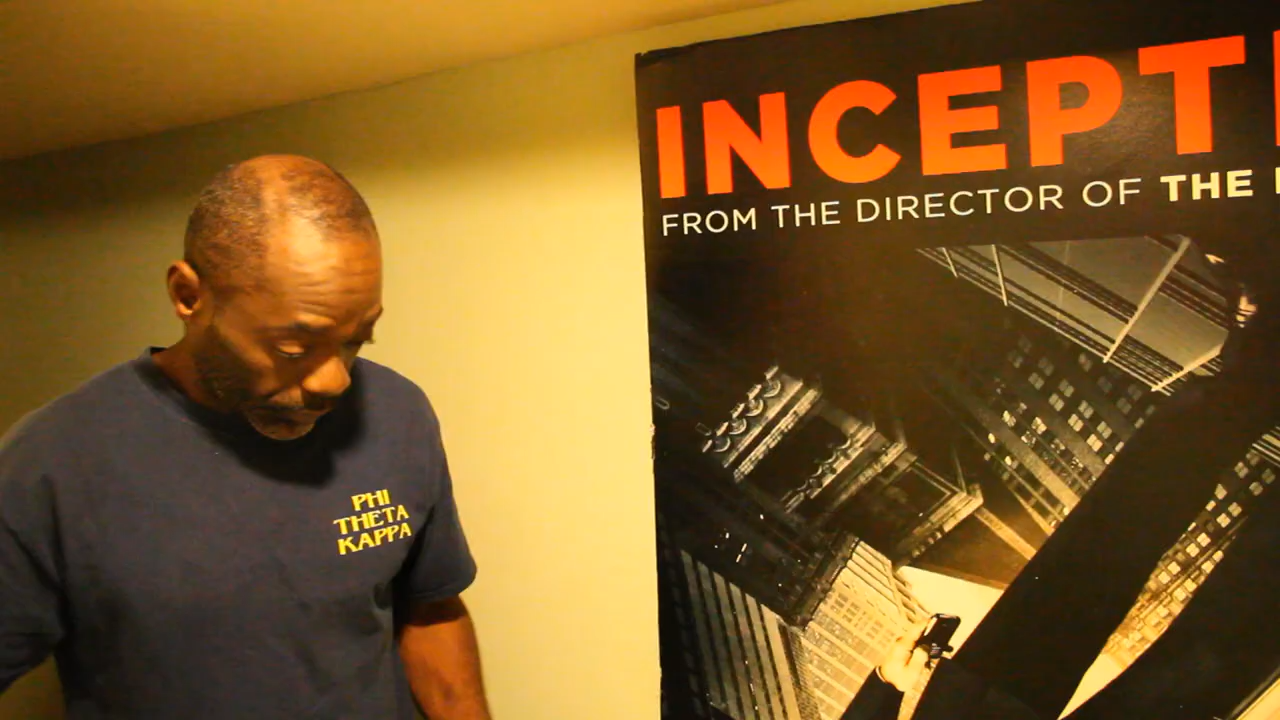 INCEPT
FROM THE DIRECTOR OF THE
PHI
THETA
KAPPA